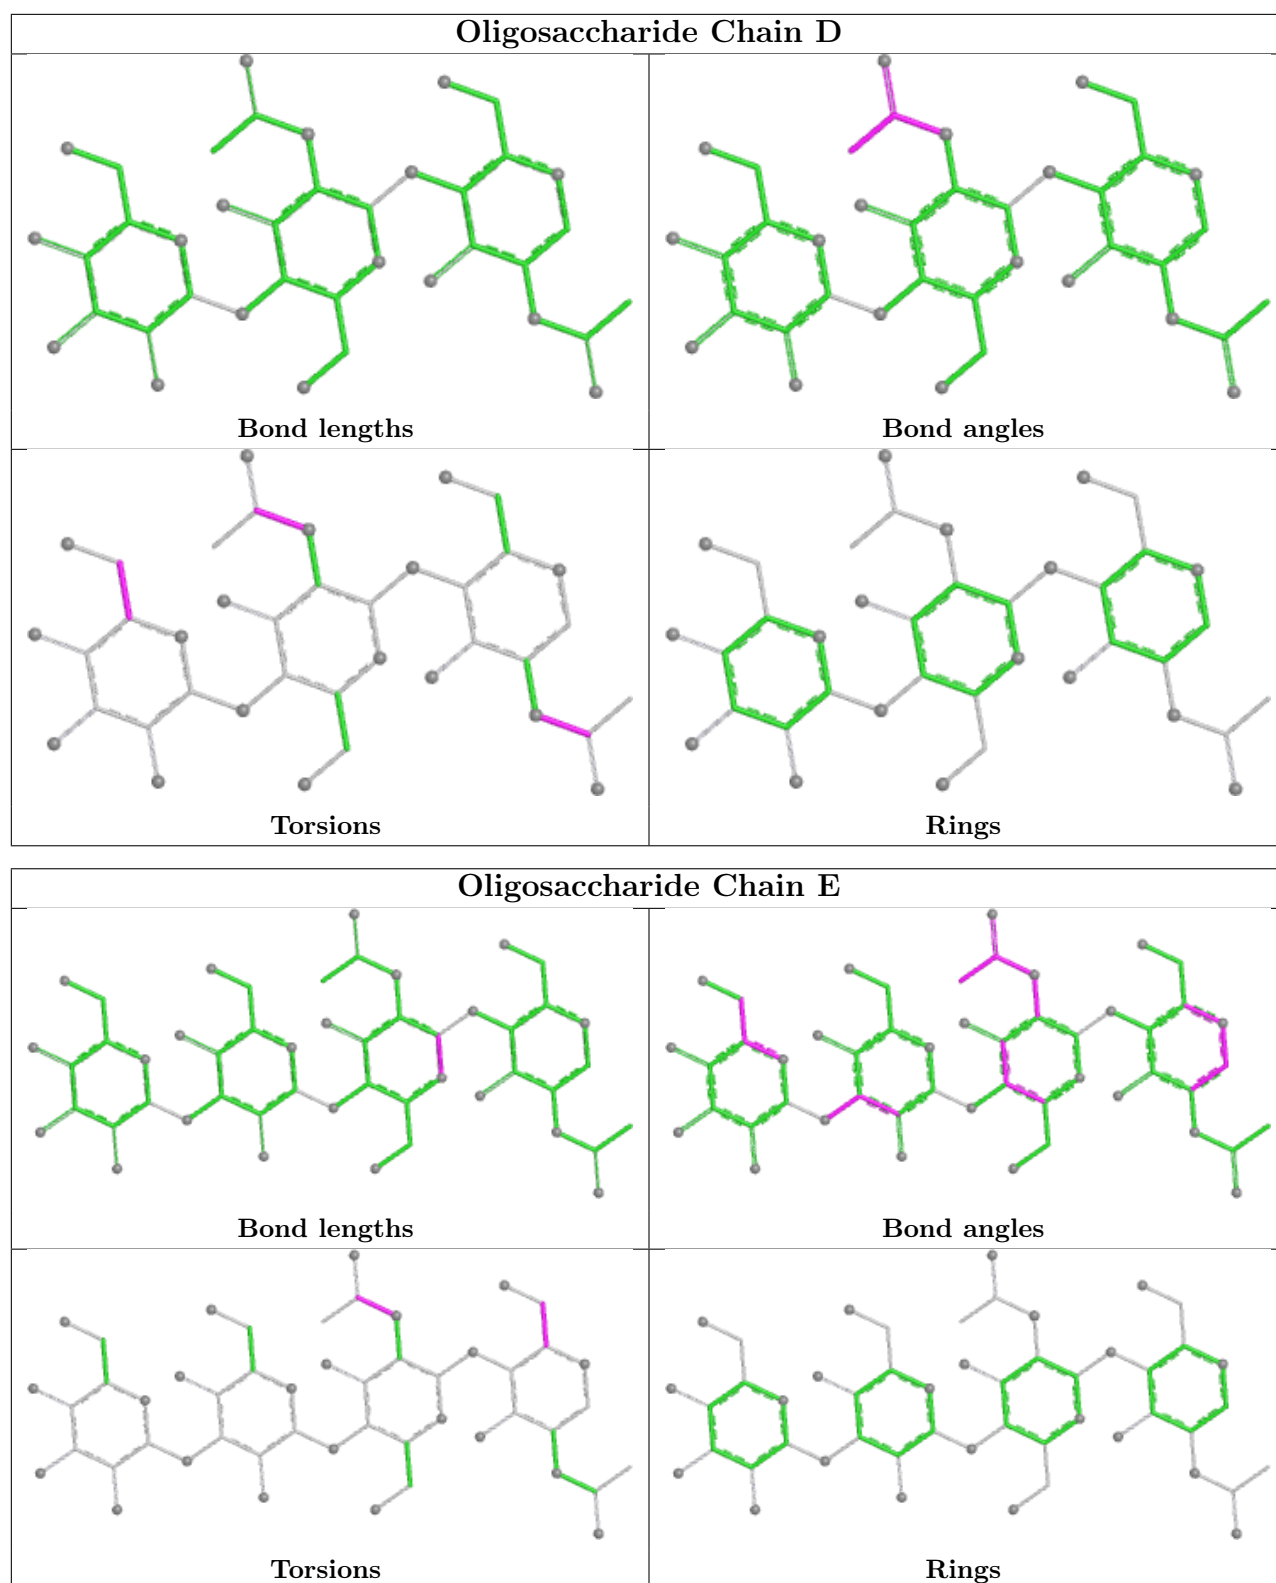 Oligosaccharide Chain D
Bond lengths
Bond angles
Torsions
Rings
Oligosaccharide Chain E
Bond lengths
Bond angles
Torsions
Rings